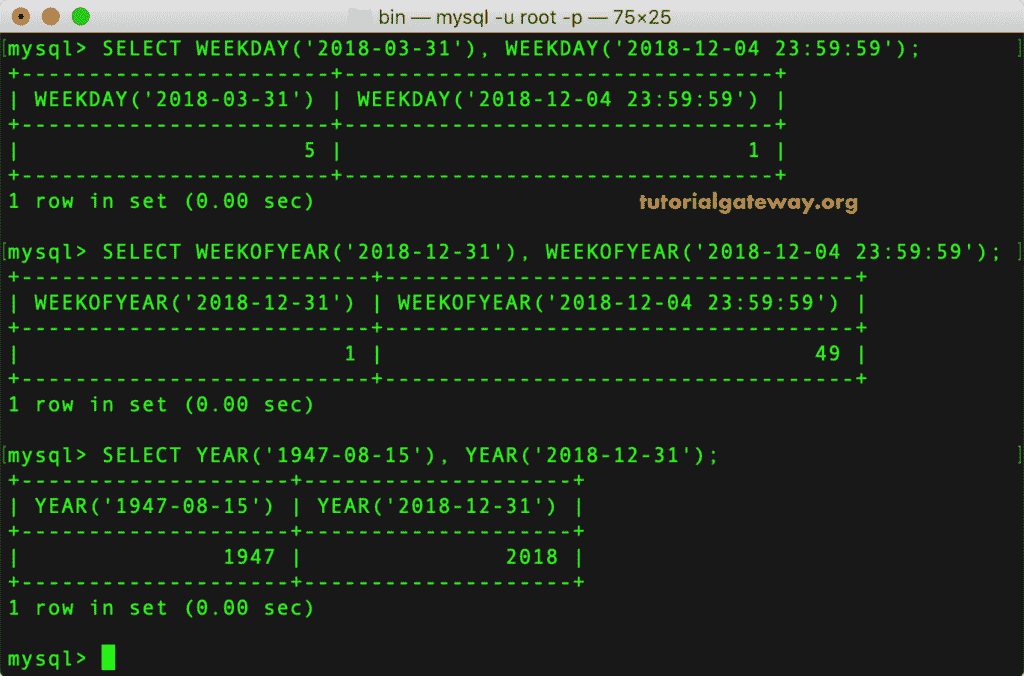 bin — mysql -u root -p — 75×25
[mysql> SELECT WEEKDAY('2018-03-31'), WEEKDAY('2018-12-04 23:59:59'); ]
+-----------------------+--------------------------------+
| WEEKDAY('2018-03-31') | WEEKDAY('2018-12-04 23:59:59') |
+-----------------------+--------------------------------+
|                     5 |                              1 |
+-----------------------+--------------------------------+
1 row in set (0.00 sec)
tutorialgateway.org
[mysql> SELECT WEEKOFYEAR('2018-12-31'), WEEKOFYEAR('2018-12-04 23:59:59'); ]
+--------------------------+-----------------------------------+
| WEEKOFYEAR('2018-12-31') | WEEKOFYEAR('2018-12-04 23:59:59') |
+--------------------------+-----------------------------------+
|                        1 |                                49 |
+--------------------------+-----------------------------------+
1 row in set (0.00 sec)
[mysql> SELECT YEAR('1947-08-15'), YEAR('2018-12-31'); ]
+--------------------+--------------------+
| YEAR('1947-08-15') | YEAR('2018-12-31') |
+--------------------+--------------------+
|               1947 |               2018 |
+--------------------+--------------------+
1 row in set (0.00 sec)
mysql>